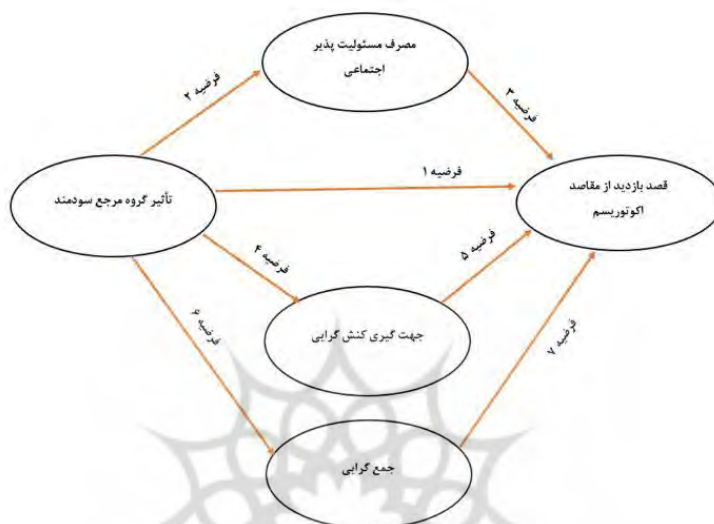 مصرف مسئولیت پذیر
اجتماعی
فرضیه ۲
فرضیه ۳
فرضیه ۱
تأثیر گروه مرجع سودمند
قصد بازدید از مقاصد
اکوتوریسم
فرضیه ۴
فرضیه ۵
جهت گیری کنش گرایی
فرضیه ۶
فرضیه ۷
جمع گرایی